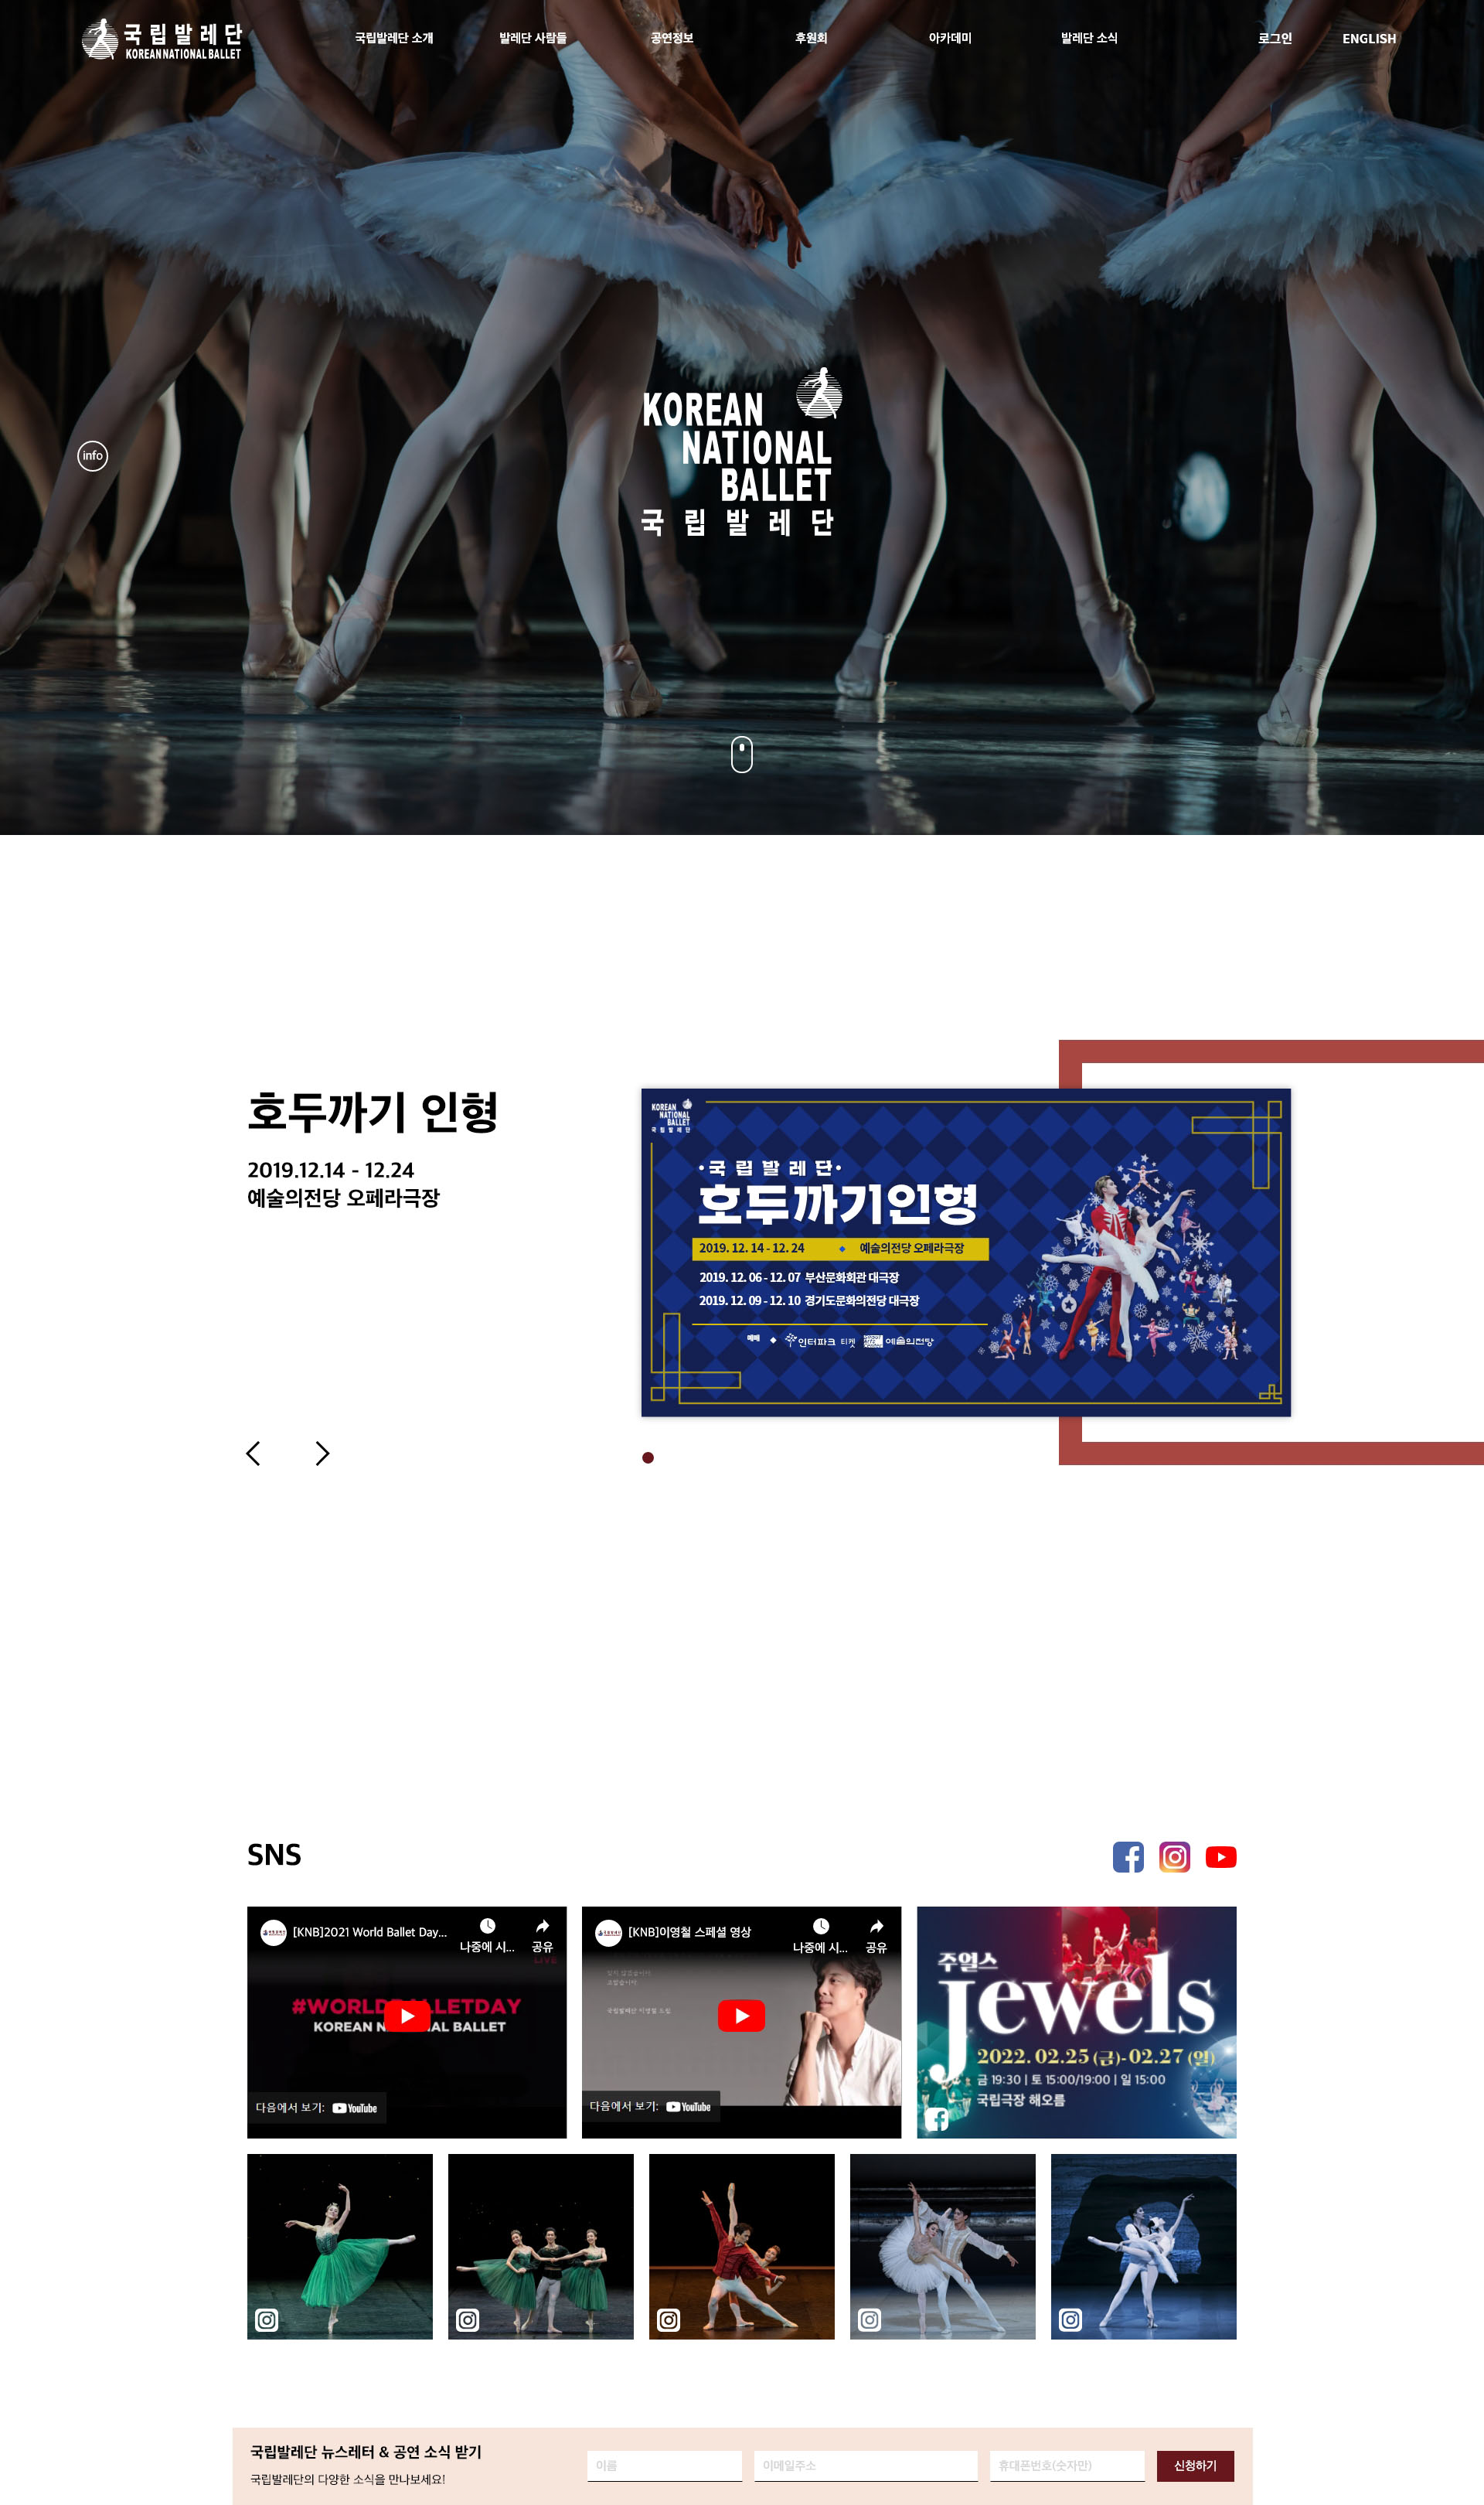 국립발레단
KOREAN NATIONAL BALLET
국립발레단 소개
발레단 사람들
공연정보
후원회
아카데미
발레단 소식
로그인
ENGLISH
info
KOREAN
NATIONAL
BALLET
국립발레단
호두까기 인형
2019.12.14 - 12.24
예술의전당 오페라극장
KOREAN
NATIONAL
BALLET
국립발레단
•국립발레단•
호두까기인형
2019. 12. 14 - 12. 24 ◆ 예술의전당 오페라극장
2019. 12. 06 - 12. 07 부산문화회관 대극장
2019. 12. 09 - 12. 10 경기도문화의전당 대극장
인터파크 티켓
예술의전당
SNS
[KNB]2021 World Ballet Day...
나중에 시...
공유
LIVE
#WORLDBALLETDAY
KOREAN NATIONAL BALLET
다음에서 보기: YouTube
[KNB]이영철 스페셜 영상
나중에 시...
공유
다음에서 보기: YouTube
주얼스
Jewels
2022. 02.25 (금) - 02.27 (일)
금 19:30 | 토 15:00/19:00 | 일 15:00
국립극장 해오름
국립발레단 뉴스레터 & 공연 소식 받기
국립발레단의 다양한 소식을 만나보세요!
이름
이메일주소
휴대폰번호(숫자만)
신청하기